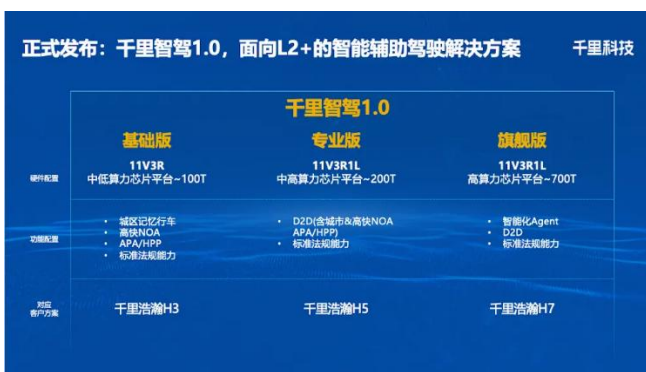 正式发布：千里智驾1.0，面向L2+的智能辅助驾驶解决方案
千里科技
千里智驾1.0
基础版
专业版
旗舰版
硬件配置
11V3R
中低算力芯片平台~100T
11V3R1L
中高算力芯片平台~200T
11V3R1L
高算力芯片平台~700T
功能配置
· 城区记忆行车
· 高快NOA
· APA/HPP
· 标准法规能力
· D2D(含城市&高快NOA
APA/HPP)
· 标准法规能力
· 智能化Agent
· D2D
· 标准法规能力
对应
客户方案
千里浩瀚H3
千里浩瀚H5
千里浩瀚H7